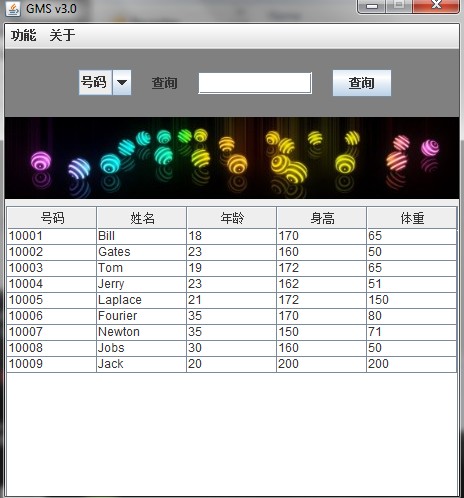 GMS v3.0
功能 关于
号码 查询 查询
号码 姓名 年龄 身高 体重
10001 Bill 18 170 65
10002 Gates 23 160 50
10003 Tom 19 172 65
10004 Jerry 23 162 51
10005 Laplace 21 172 150
10006 Fourier 35 170 80
10007 Newton 35 150 71
10008 Jobs 30 160 50
10009 Jack 20 200 200